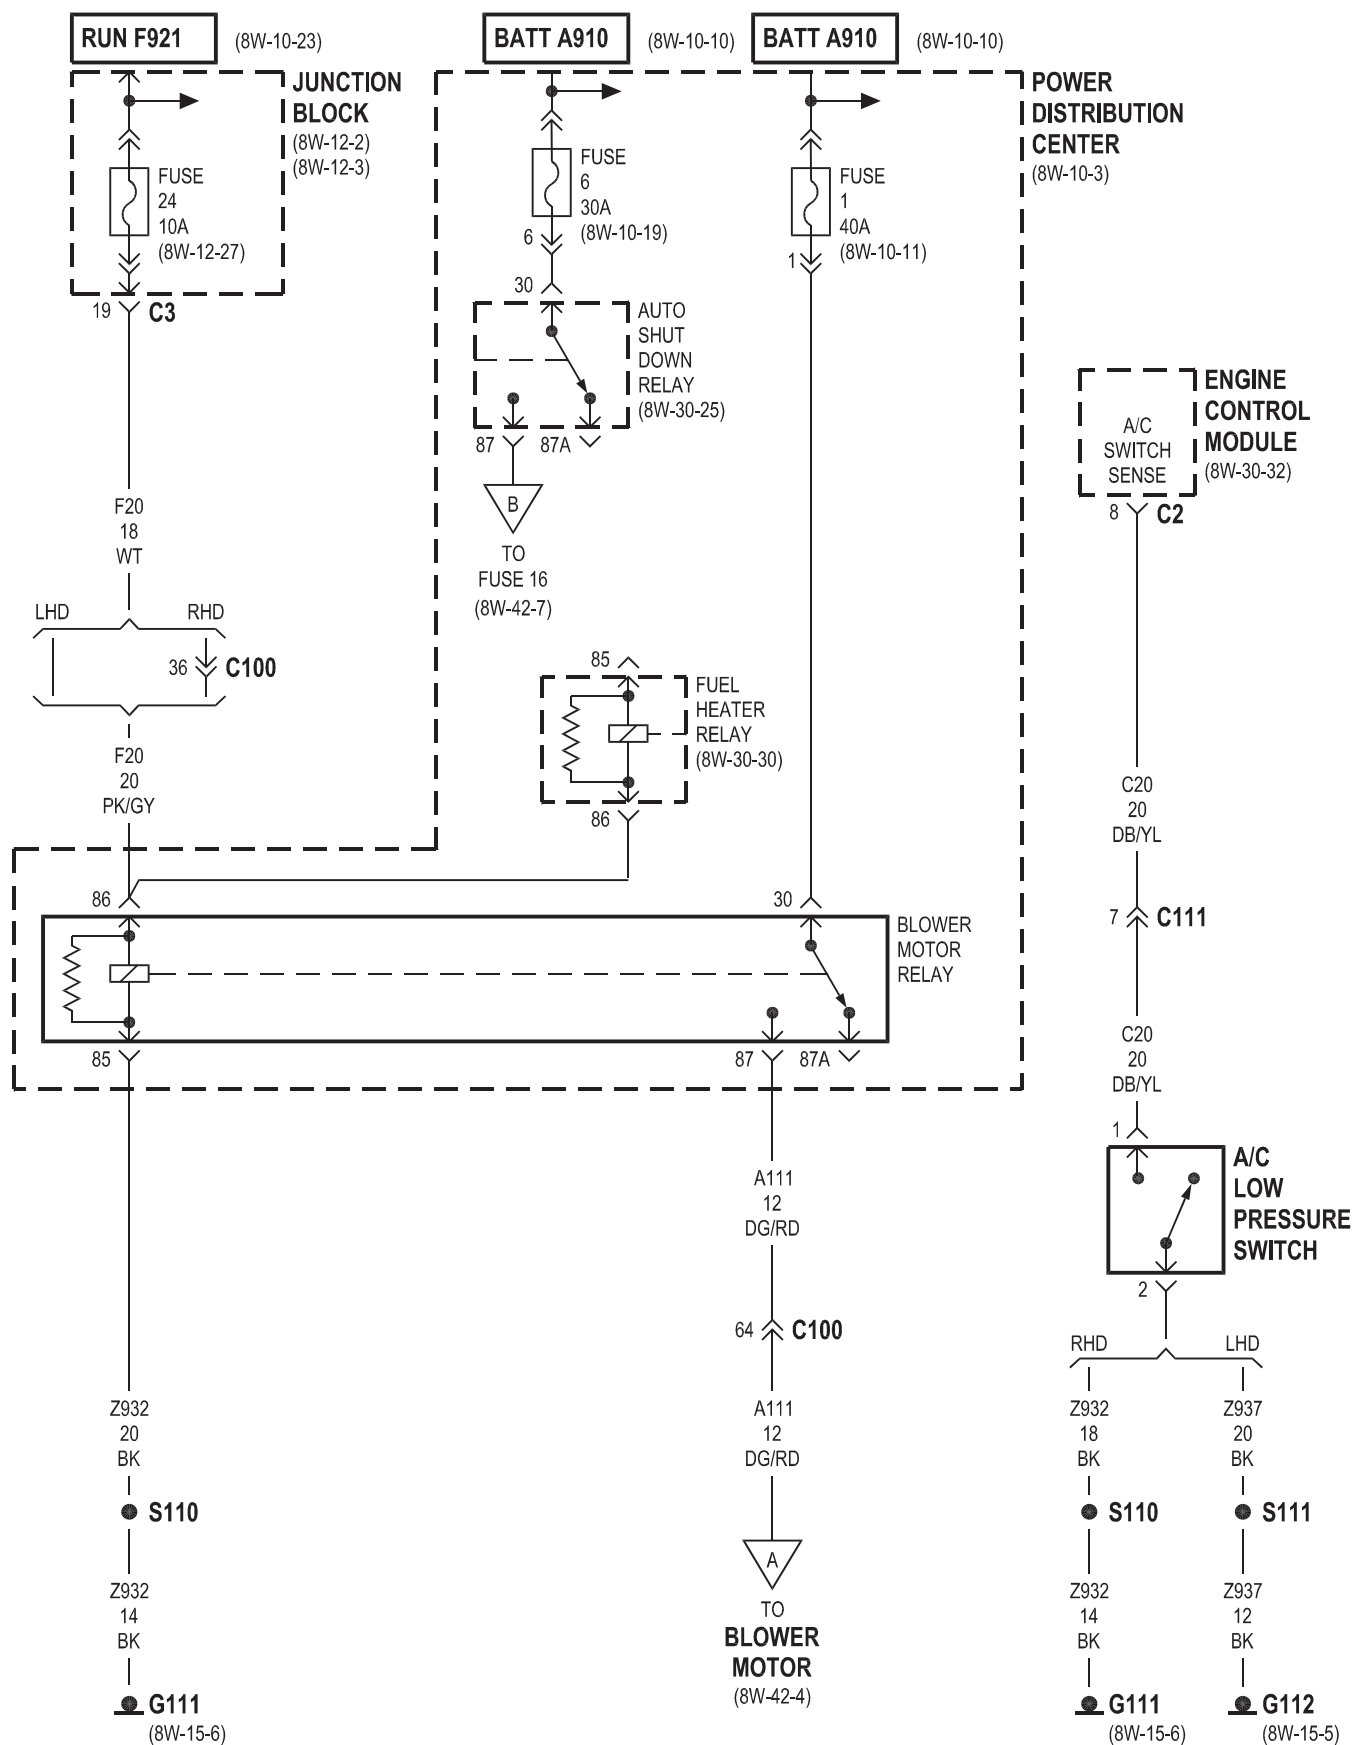 RUN F921 (8W-10-23)
BATT A910 (8W-10-10)
BATT A910 (8W-10-10)
JUNCTION
BLOCK
(8W-12-2)
(8W-12-3)
FUSE
24
10A
(8W-12-27)
19 C3
F20
18
WT
LHD RHD
36 C100
F20
20
PK/GY
POWER
DISTRIBUTION
CENTER
(8W-10-3)
FUSE
6
30A
(8W-10-19)
6
30
AUTO
SHUT
DOWN
RELAY
(8W-30-25)
87 87A
B
TO
FUSE 16
(8W-42-7)
FUSE
1
40A
(8W-10-11)
1
85
FUEL
HEATER
RELAY
(8W-30-30)
86
86 30
BLOWER
MOTOR
RELAY
85 87 87A
Z932
20
BK
S110
Z932
14
BK
G111
(8W-15-6)
A111
12
DG/RD
64 C100
A111
12
DG/RD
A
TO
BLOWER
MOTOR
(8W-42-4)
ENGINE
CONTROL
MODULE
(8W-30-32)
A/C
SWITCH
SENSE
8 C2
C20
20
DB/YL
7 C111
C20
20
DB/YL
1
A/C
LOW
PRESSURE
SWITCH
2
RHD LHD
Z932
18
BK
S110
Z932
14
BK
G111
(8W-15-6)
Z937
20
BK
S111
Z937
12
BK
G112
(8W-15-5)